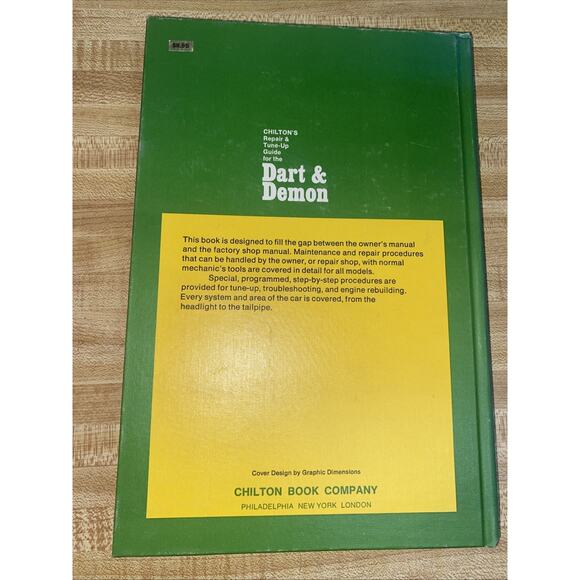 $8.95
CHILTON'S
Repair &
Tune-Up
Guide
for the
Dart &
Demon
This book is designed to fill the gap between the owner's manual
and the factory shop manual. Maintenance and repair procedures
that can be handled by the owner, or repair shop, with normal
mechanic's tools are covered in detail for all models.
Special, programmed, step-by-step procedures are
provided for tune-up, troubleshooting, and engine rebuilding.
Every system and area of the car is covered, from the
headlight to the tailpipe.
Cover Design by Graphic Dimensions
CHILTON BOOK COMPANY
PHILADELPHIA NEW YORK LONDON